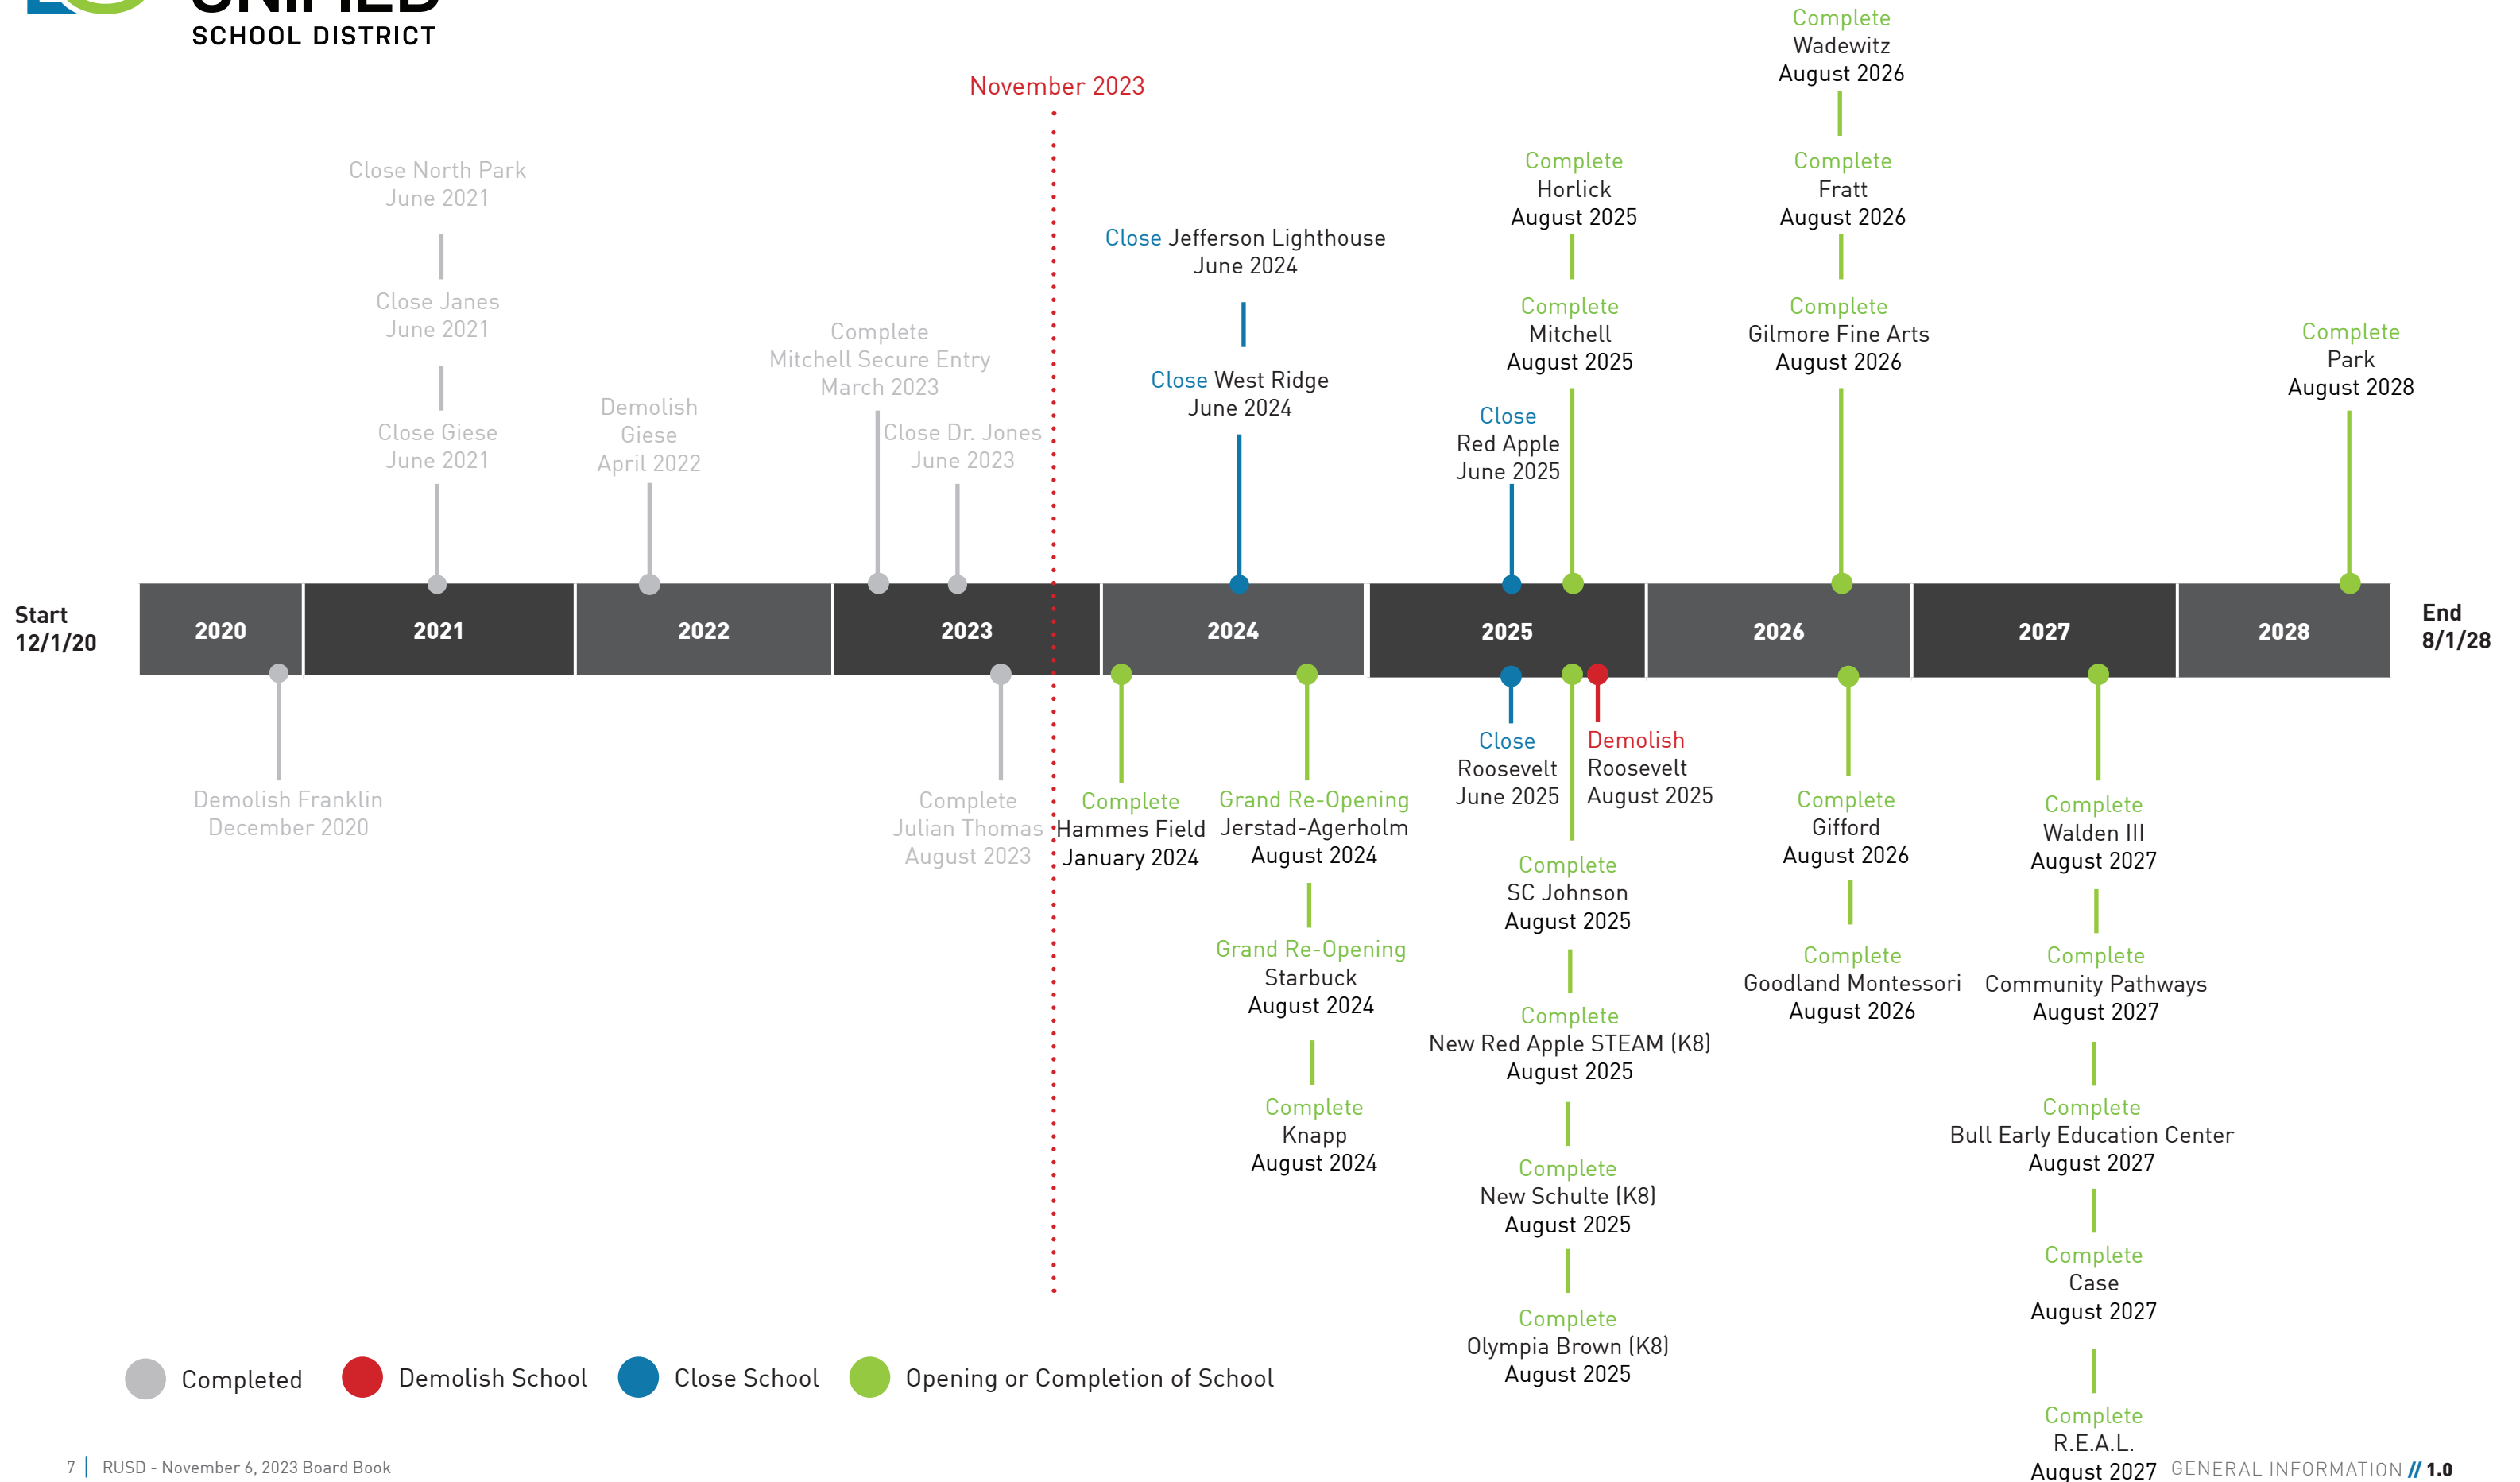 UNIFIED
SCHOOL DISTRICT
November 2023
Close North Park
June 2021
Close Janes
June 2021
Close Giese
June 2021
Demolish
Giese
April 2022
Complete
Mitchell Secure Entry
March 2023
Close Dr. Jones
June 2023
Close Jefferson Lighthouse
June 2024
Close West Ridge
June 2024
Close
Red Apple
June 2025
Complete
Horlick
August 2025
Complete
Mitchell
August 2025
Complete
Wadewitz
August 2026
Complete
Fratt
August 2026
Complete
Gilmore Fine Arts
August 2026
Complete
Park
August 2028
Start
12/1/20
2020
2021
2022
2023
2024
2025
2026
2027
2028
End
8/1/28
Demolish Franklin
December 2020
Complete
Julian Thomas
August 2023
Complete
Hammes Field
January 2024
Grand Re-Opening
Jerstad-Agerholm
August 2024
Grand Re-Opening
Starbuck
August 2024
Complete
Knapp
August 2024
Close
Roosevelt
June 2025
Demolish
Roosevelt
August 2025
Complete
SC Johnson
August 2025
Complete
New Red Apple STEAM (K8)
August 2025
Complete
New Schulte (K8)
August 2025
Complete
Olympia Brown (K8)
August 2025
Complete
Gifford
August 2026
Complete
Goodland Montessori
August 2026
Complete
Walden III
August 2027
Complete
Community Pathways
August 2027
Complete
Bull Early Education Center
August 2027
Complete
Case
August 2027
Complete
R.E.A.L.
August 2027
Completed
Demolish School
Close School
Opening or Completion of School
7 | RUSD - November 6, 2023 Board Book
GENERAL INFORMATION // 1.0